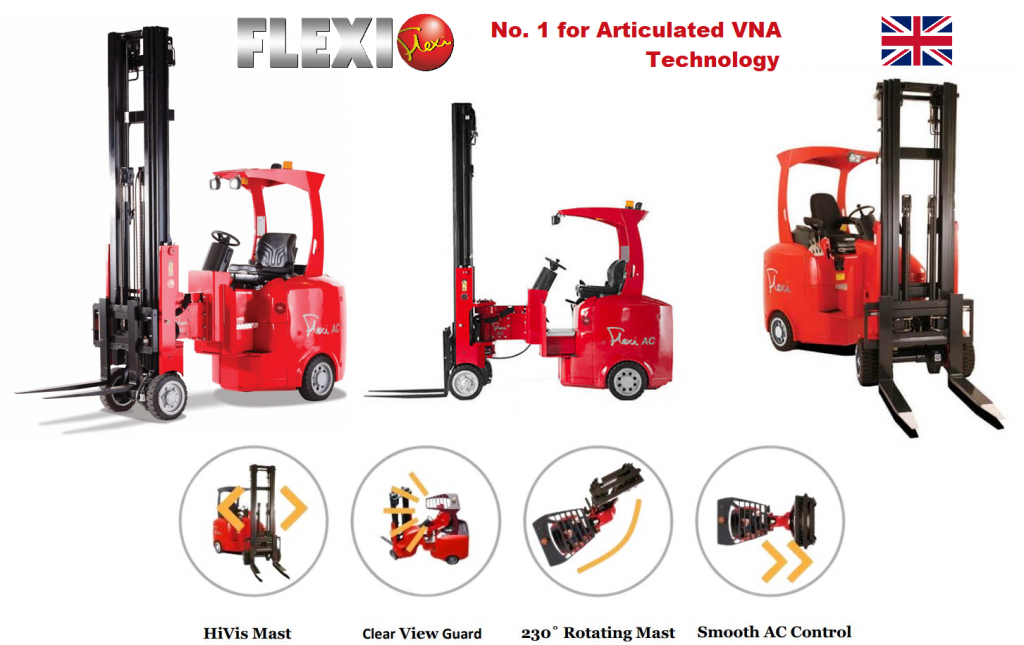 FLEXI Flexi
No. 1 for Articulated VNA
Technology
Flexi AC
Flexi AC
Flexi
HiVis Mast
Clear View Guard
230° Rotating Mast
Smooth AC Control